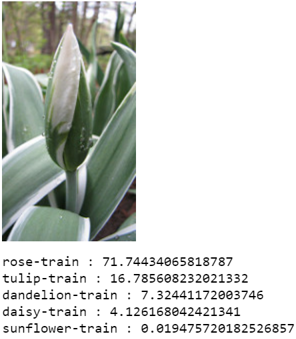 rose-train : 71.74434065818787
tulip-train : 16.785608232021332
dandelion-train : 7.32441172003746
daisy-train : 4.126168042421341
sunflower-train : 0.019475720182526857